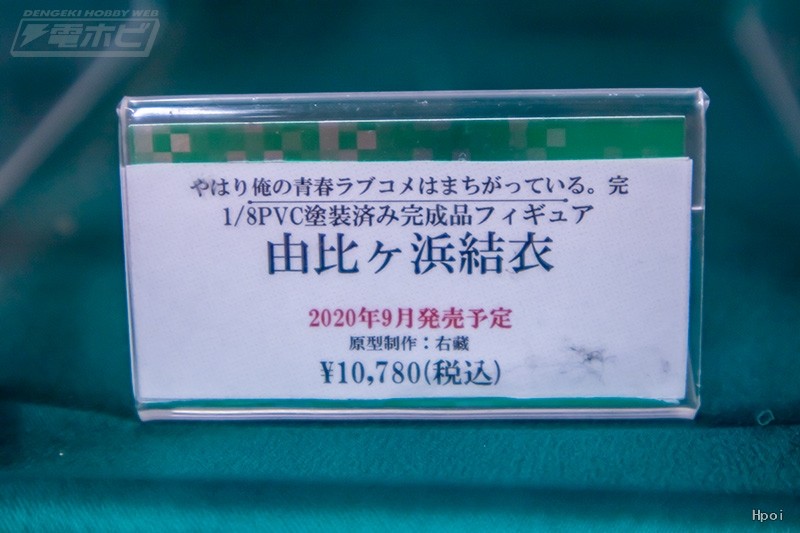 DENGEKI HOBBY WEB
電ホビ
やはり俺の青春ラブコメはまちがっている。完
1/8PVC塗装済み完成品フィギュア
由比ヶ浜結衣
2020年9月発売予定
原型制作：右藏
¥10,780(税込)
Hpoi